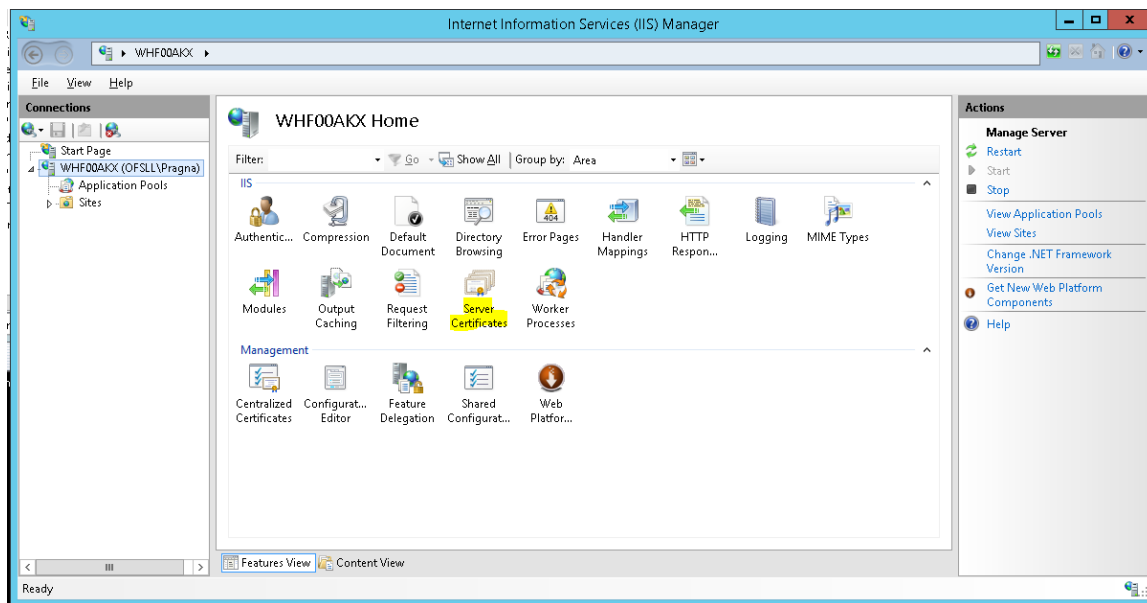 Internet Information Services (IIS) Manager
WHF00AKX
File View Help
Connections
Start Page
WHF00AKX (OFSLL\Pragna)
Application Pools
Sites
WHF00AKX Home
Filter: Go Show All Group by: Area
IIS
Authentic... Compression Default Document Directory Browsing Error Pages Handler Mappings HTTP Respon... Logging MIME Types
404
Modules Output Caching Request Filtering Server Certificates Worker Processes
Management
Centralized Certificates Configurat... Editor Feature Delegation Shared Configurat... Web Platfor...
Features View Content View
Actions
Manage Server
Restart
Start
Stop
View Application Pools
View Sites
Change .NET Framework
Version
Get New Web Platform
Components
Help
Ready